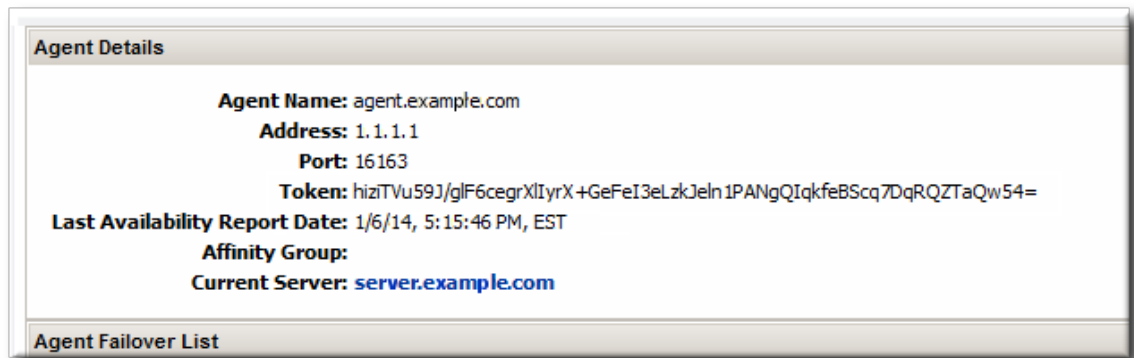 Agent Details
Agent Name: agent.example.com
Address: 1.1.1.1
Port: 16163
Token: hiziTVu59J/glF6cegrXlIyrX+GeFeI3eLzkJeln1PANgQIqkfeBScq7DqRQZTaQw54=
Last Availability Report Date: 1/6/14, 5:15:46 PM, EST
Affinity Group:
Current Server: server.example.com
Agent Failover List